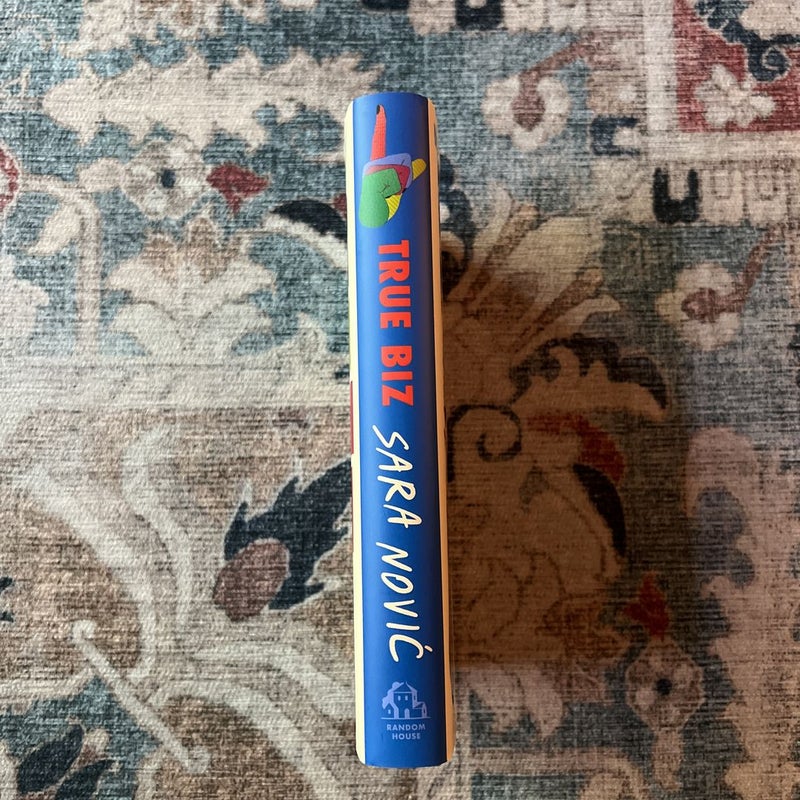 TRUE BIZ
SARA NOVIĆ
RANDOM
HOUSE